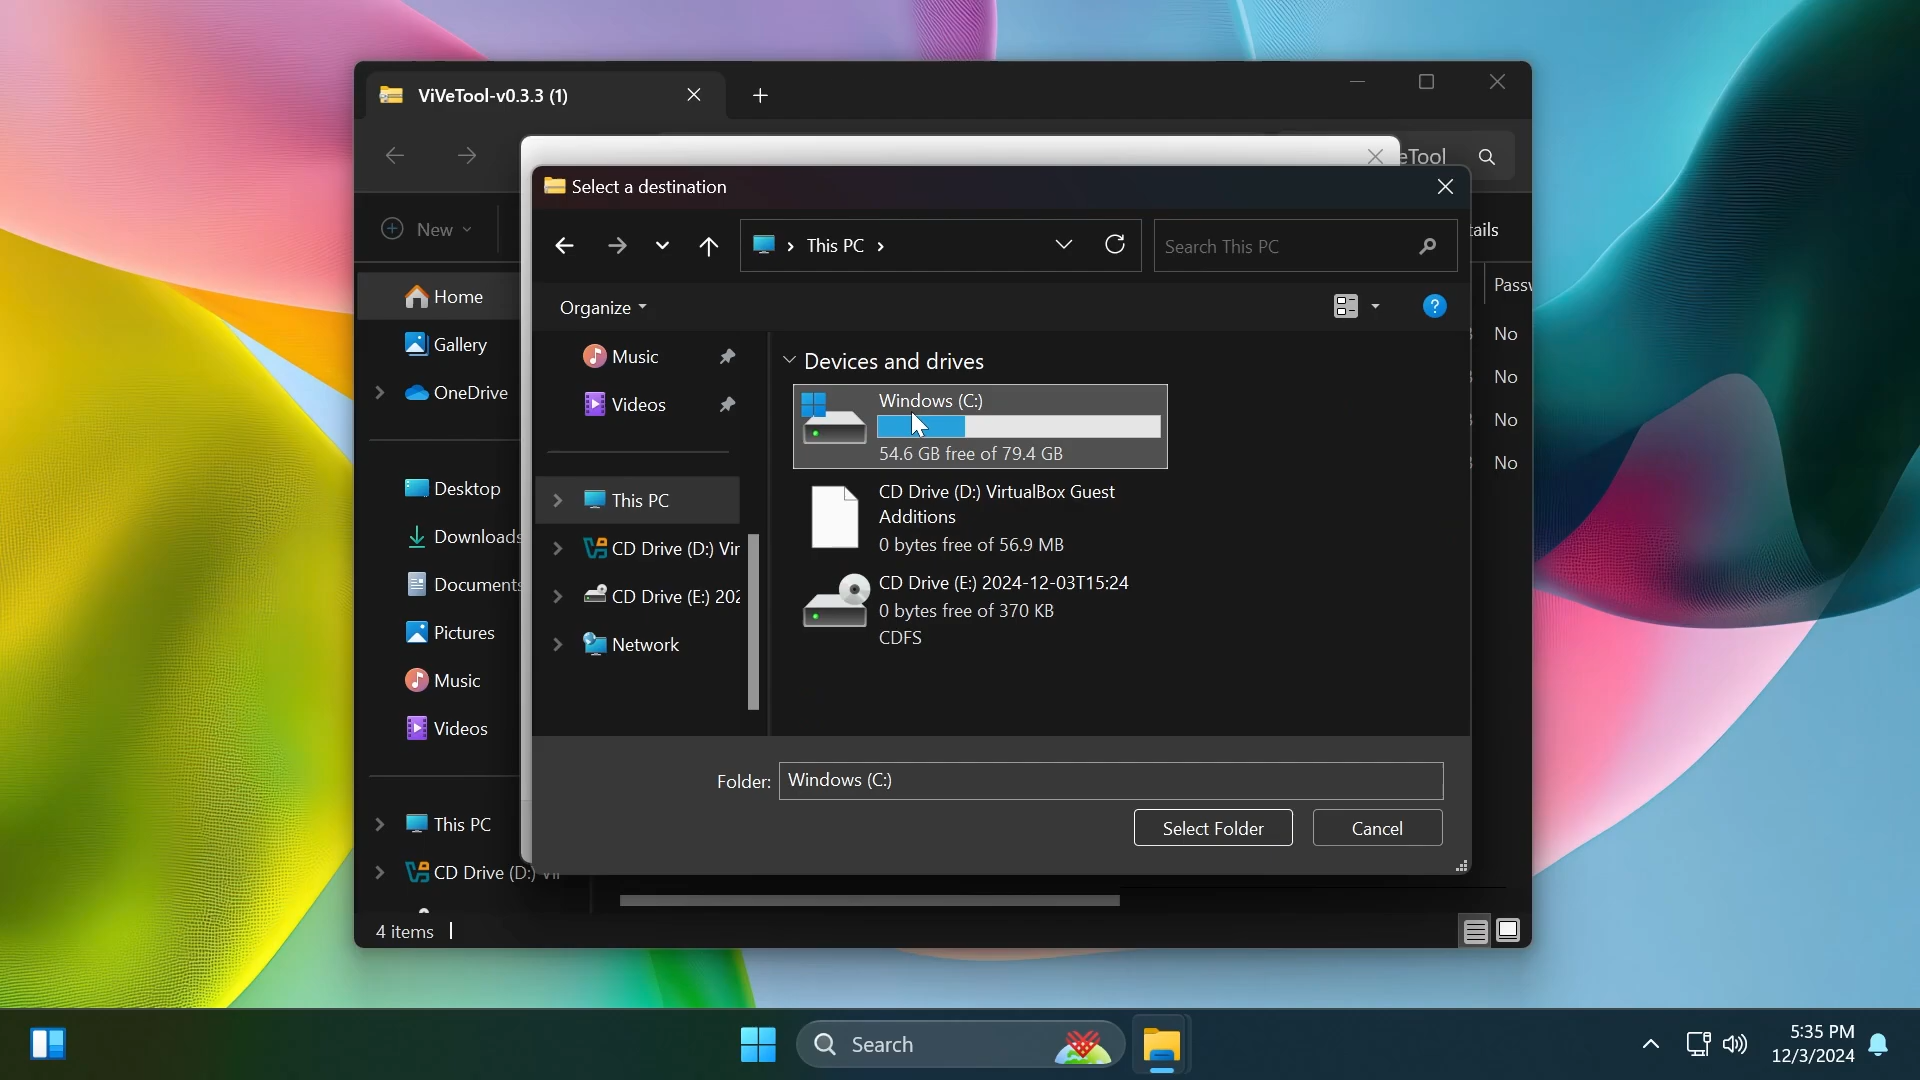 ViVeTool-v0.3.3 (1)
eTool
Select a destination
This PC
Search This PC
New
ails
Organize
Home
Gallery
OneDrive
Desktop
Downloads
Documents
Pictures
Music
Videos
This PC
CD Drive (D:)
4 items
Music
Videos
This PC
CD Drive (D:) Vir
CD Drive (E:) 202
Network
Devices and drives
Windows (C:)
54.6 GB free of 79.4 GB
CD Drive (D:) VirtualBox Guest
Additions
0 bytes free of 56.9 MB
CD Drive (E:) 2024-12-03T15:24
0 bytes free of 370 KB
CDFS
Passw
No
No
No
No
Folder:
Windows (C:)
Select Folder
Cancel
Search
5:35 PM
12/3/2024